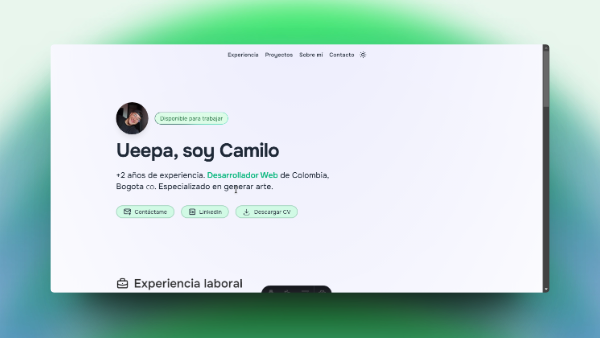 Experiencia Proyectos Sobre mí Contacto
Disponible para trabajar
Ueepa, soy Camilo
+2 años de experiencia. Desarrollador Web de Colombia,
Bogota co. Especializado en generar arte.
Contáctame LinkedIn Descargar CV
Experiencia laboral